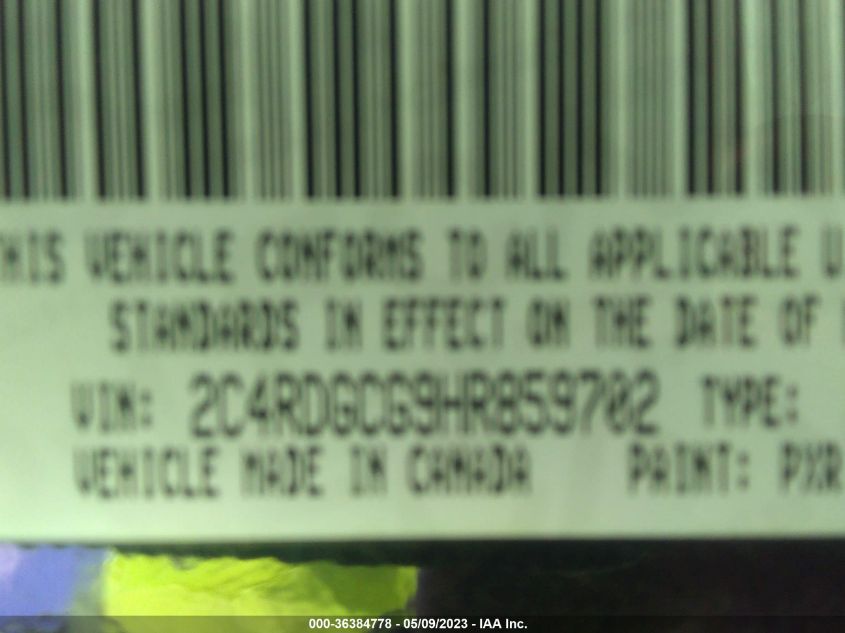 THIS VEHICLE CONFORMS TO ALL APPLICABLE U
STANDARDS IN EFFECT ON THE DATE OF
VIN: 2C4RDGCG9HR859702 TYPE:
VEHICLE MADE IN CANADA PAINT: PXR
000-36384778 - 05/09/2023 - IAA Inc.